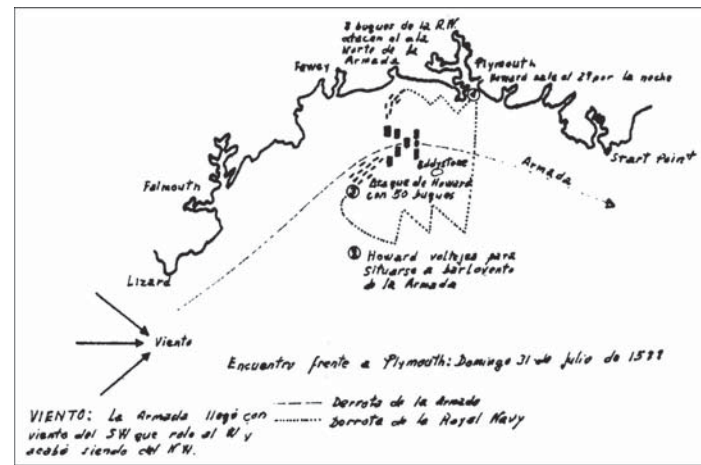 8 buques de la R.N.
atacan el ala
Norte de la
Armada
Plymouth
Howard sale el 29 por la noche
Fowey
Start Point
Eddystone
Armada
Falmouth
② Ataque de Howard
con 50 buques
① Howard voltejea para
situarse a barlovento
de la Armada
Lizard
Viento
Encuentro frente a Plymouth: Domingo 31 de julio de 1588
Derrota de la Armada
Derrota de la Royal Navy
VIENTO: La Armada llegó con
viento del SW que rolo al W y
acabó siendo del NW.